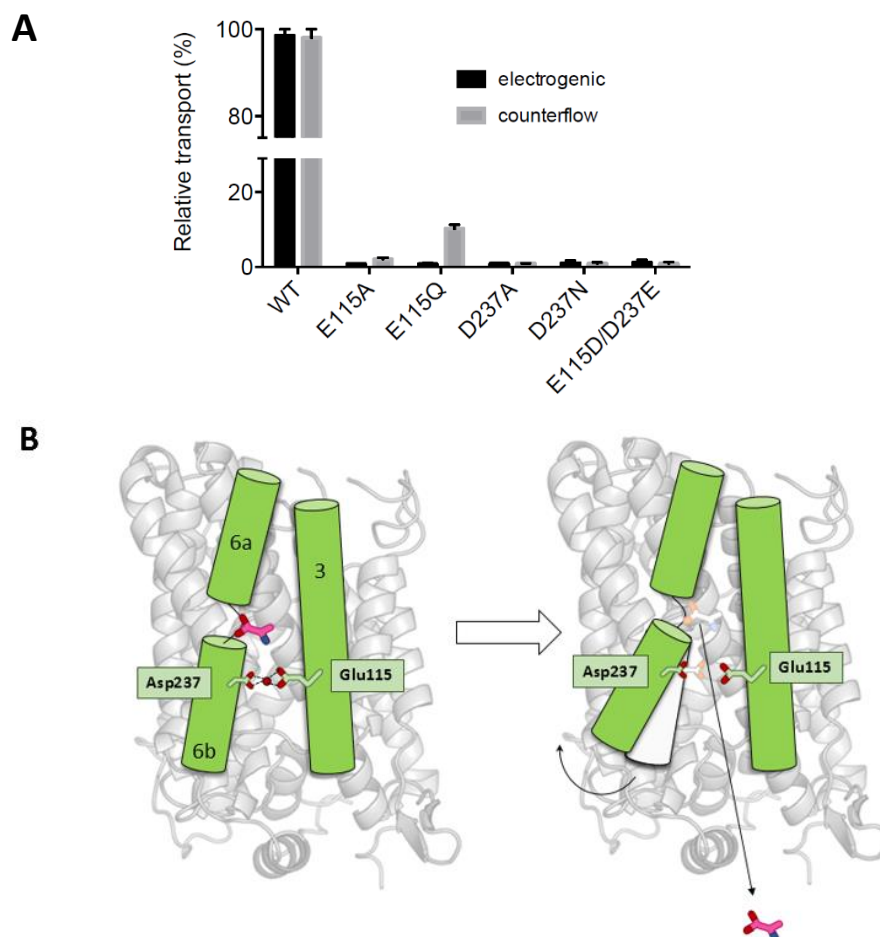 A
Relative transport (%)
100
80
20
0
electrogenic
counterflow
WT
E115A
E115Q
D237A
D237N
E115D/D237E
B
6a
3
Asp237
Glu115
6b
Asp237
Glu115